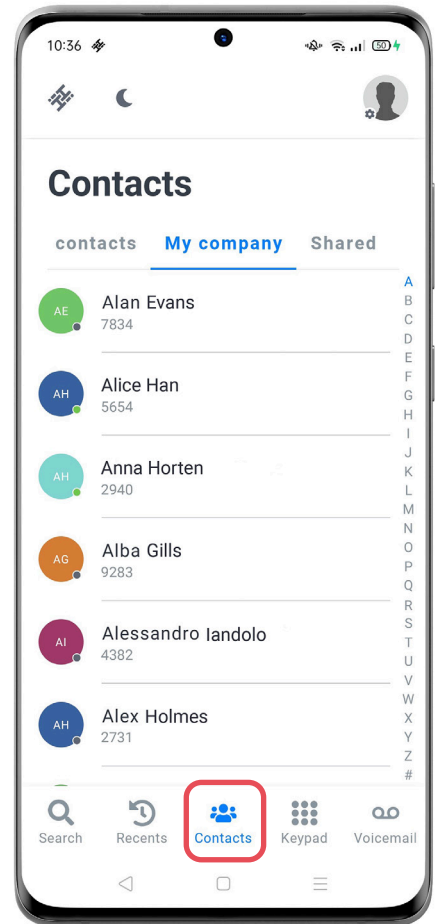 10:36
50
Contacts
contacts My company Shared
AE
Alan Evans
7834
AH
Alice Han
5654
AH
Anna Horten
2940
AG
Alba Gills
9283
AI
Alessandro Iandolo
4382
AH
Alex Holmes
2731
A
B
C
D
E
F
G
H
I
J
K
L
M
N
O
P
Q
R
S
T
U
V
W
X
Y
Z
#
Search Recents Contacts Keypad Voicemail